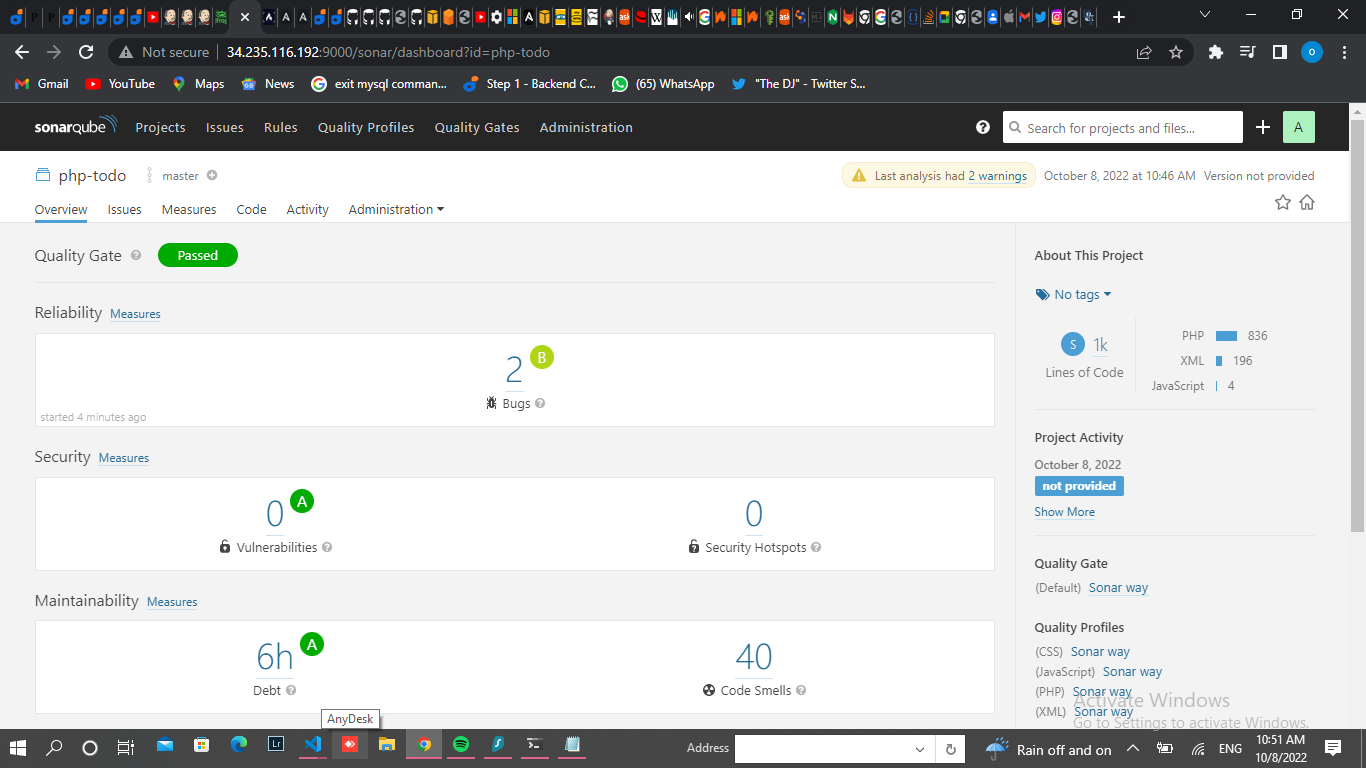 Not secure 34.235.116.192:9000/sonar/dashboard?id=php-todo
Gmail YouTube Maps News exit mysql comman... Step 1 - Backend C... (65) WhatsApp "The DJ" - Twitter S...
sonarqube Projects Issues Rules Quality Profiles Quality Gates Administration Search for projects and files... A
php-todo master Last analysis had 2 warnings October 8, 2022 at 10:46 AM Version not provided
Overview Issues Measures Code Activity Administration
Quality Gate Passed
Reliability Measures
2 B
Bugs
started 4 minutes ago
Security Measures
0 A 0
Vulnerabilities Security Hotspots
Maintainability Measures
6h A 40
Debt Code Smells
About This Project
No tags
S 1k
Lines of Code
PHP 836
XML 196
JavaScript 4
Project Activity
October 8, 2022
not provided
Show More
Quality Gate
(Default) Sonar way
Quality Profiles
(CSS) Sonar way
(JavaScript) Sonar way
(PHP) Sonar way
(XML) Sonar way
Activate Windows
Go to Settings to activate Windows.
AnyDesk
Address Rain off and on ENG 10:51 AM
10/8/2022